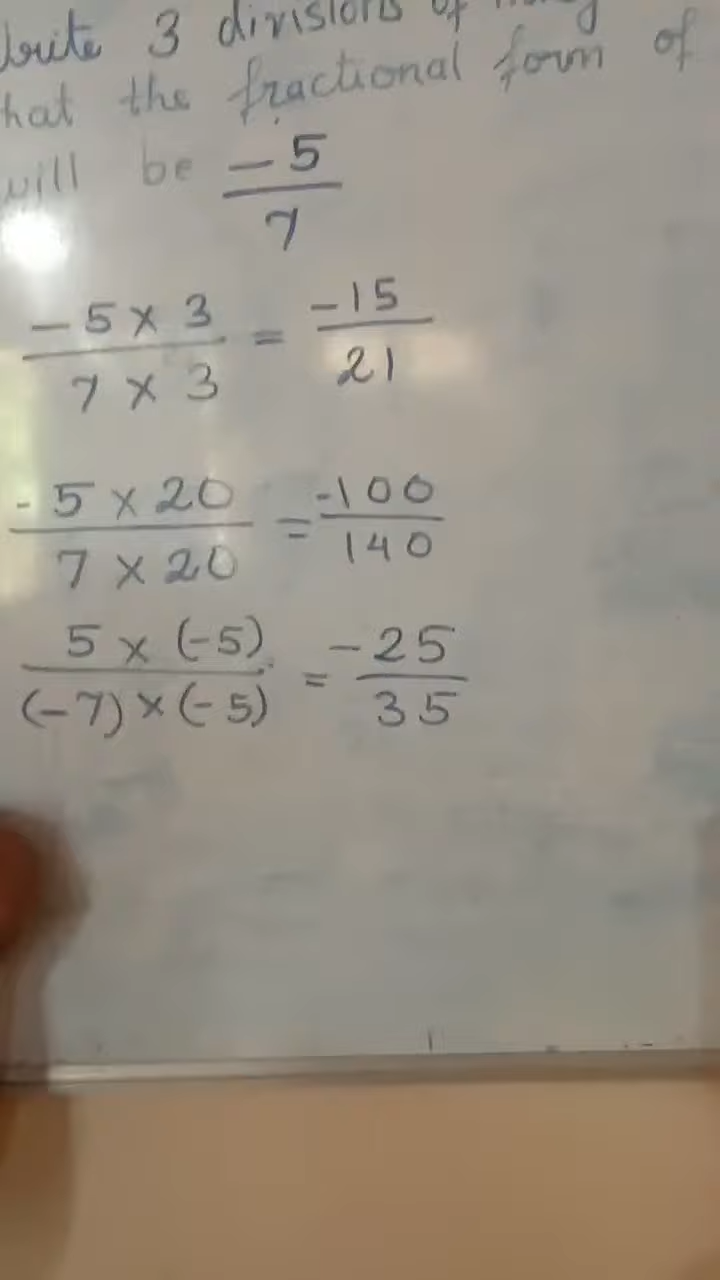 Write 3 divisions of
that the fractional form of
will be -5/7
-5 × 3 / 7 × 3 = -15/21
-5 × 20 / 7 × 20 = -100/140
5 × (-5) / (-7) × (-5) = -25/35